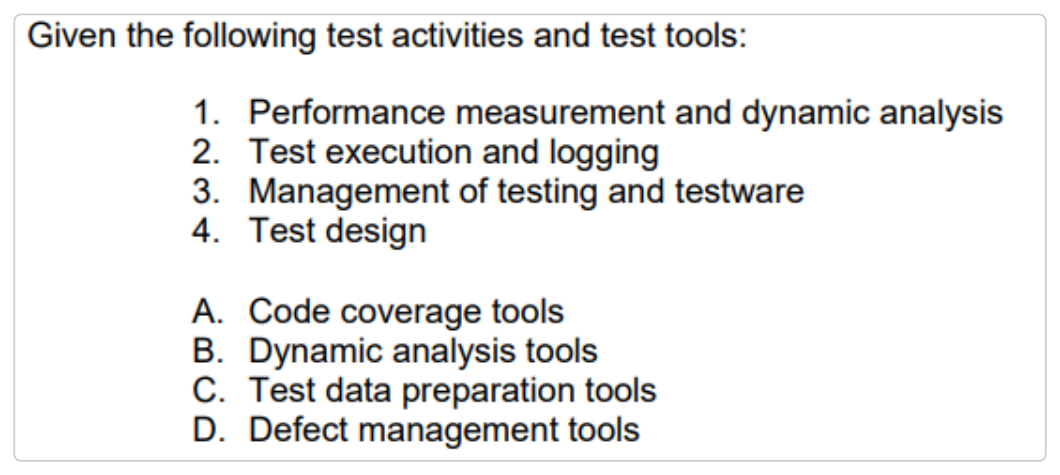 Given the following test activities and test tools:
1. Performance measurement and dynamic analysis
2. Test execution and logging
3. Management of testing and testware
4. Test design
A. Code coverage tools
B. Dynamic analysis tools
C. Test data preparation tools
D. Defect management tools